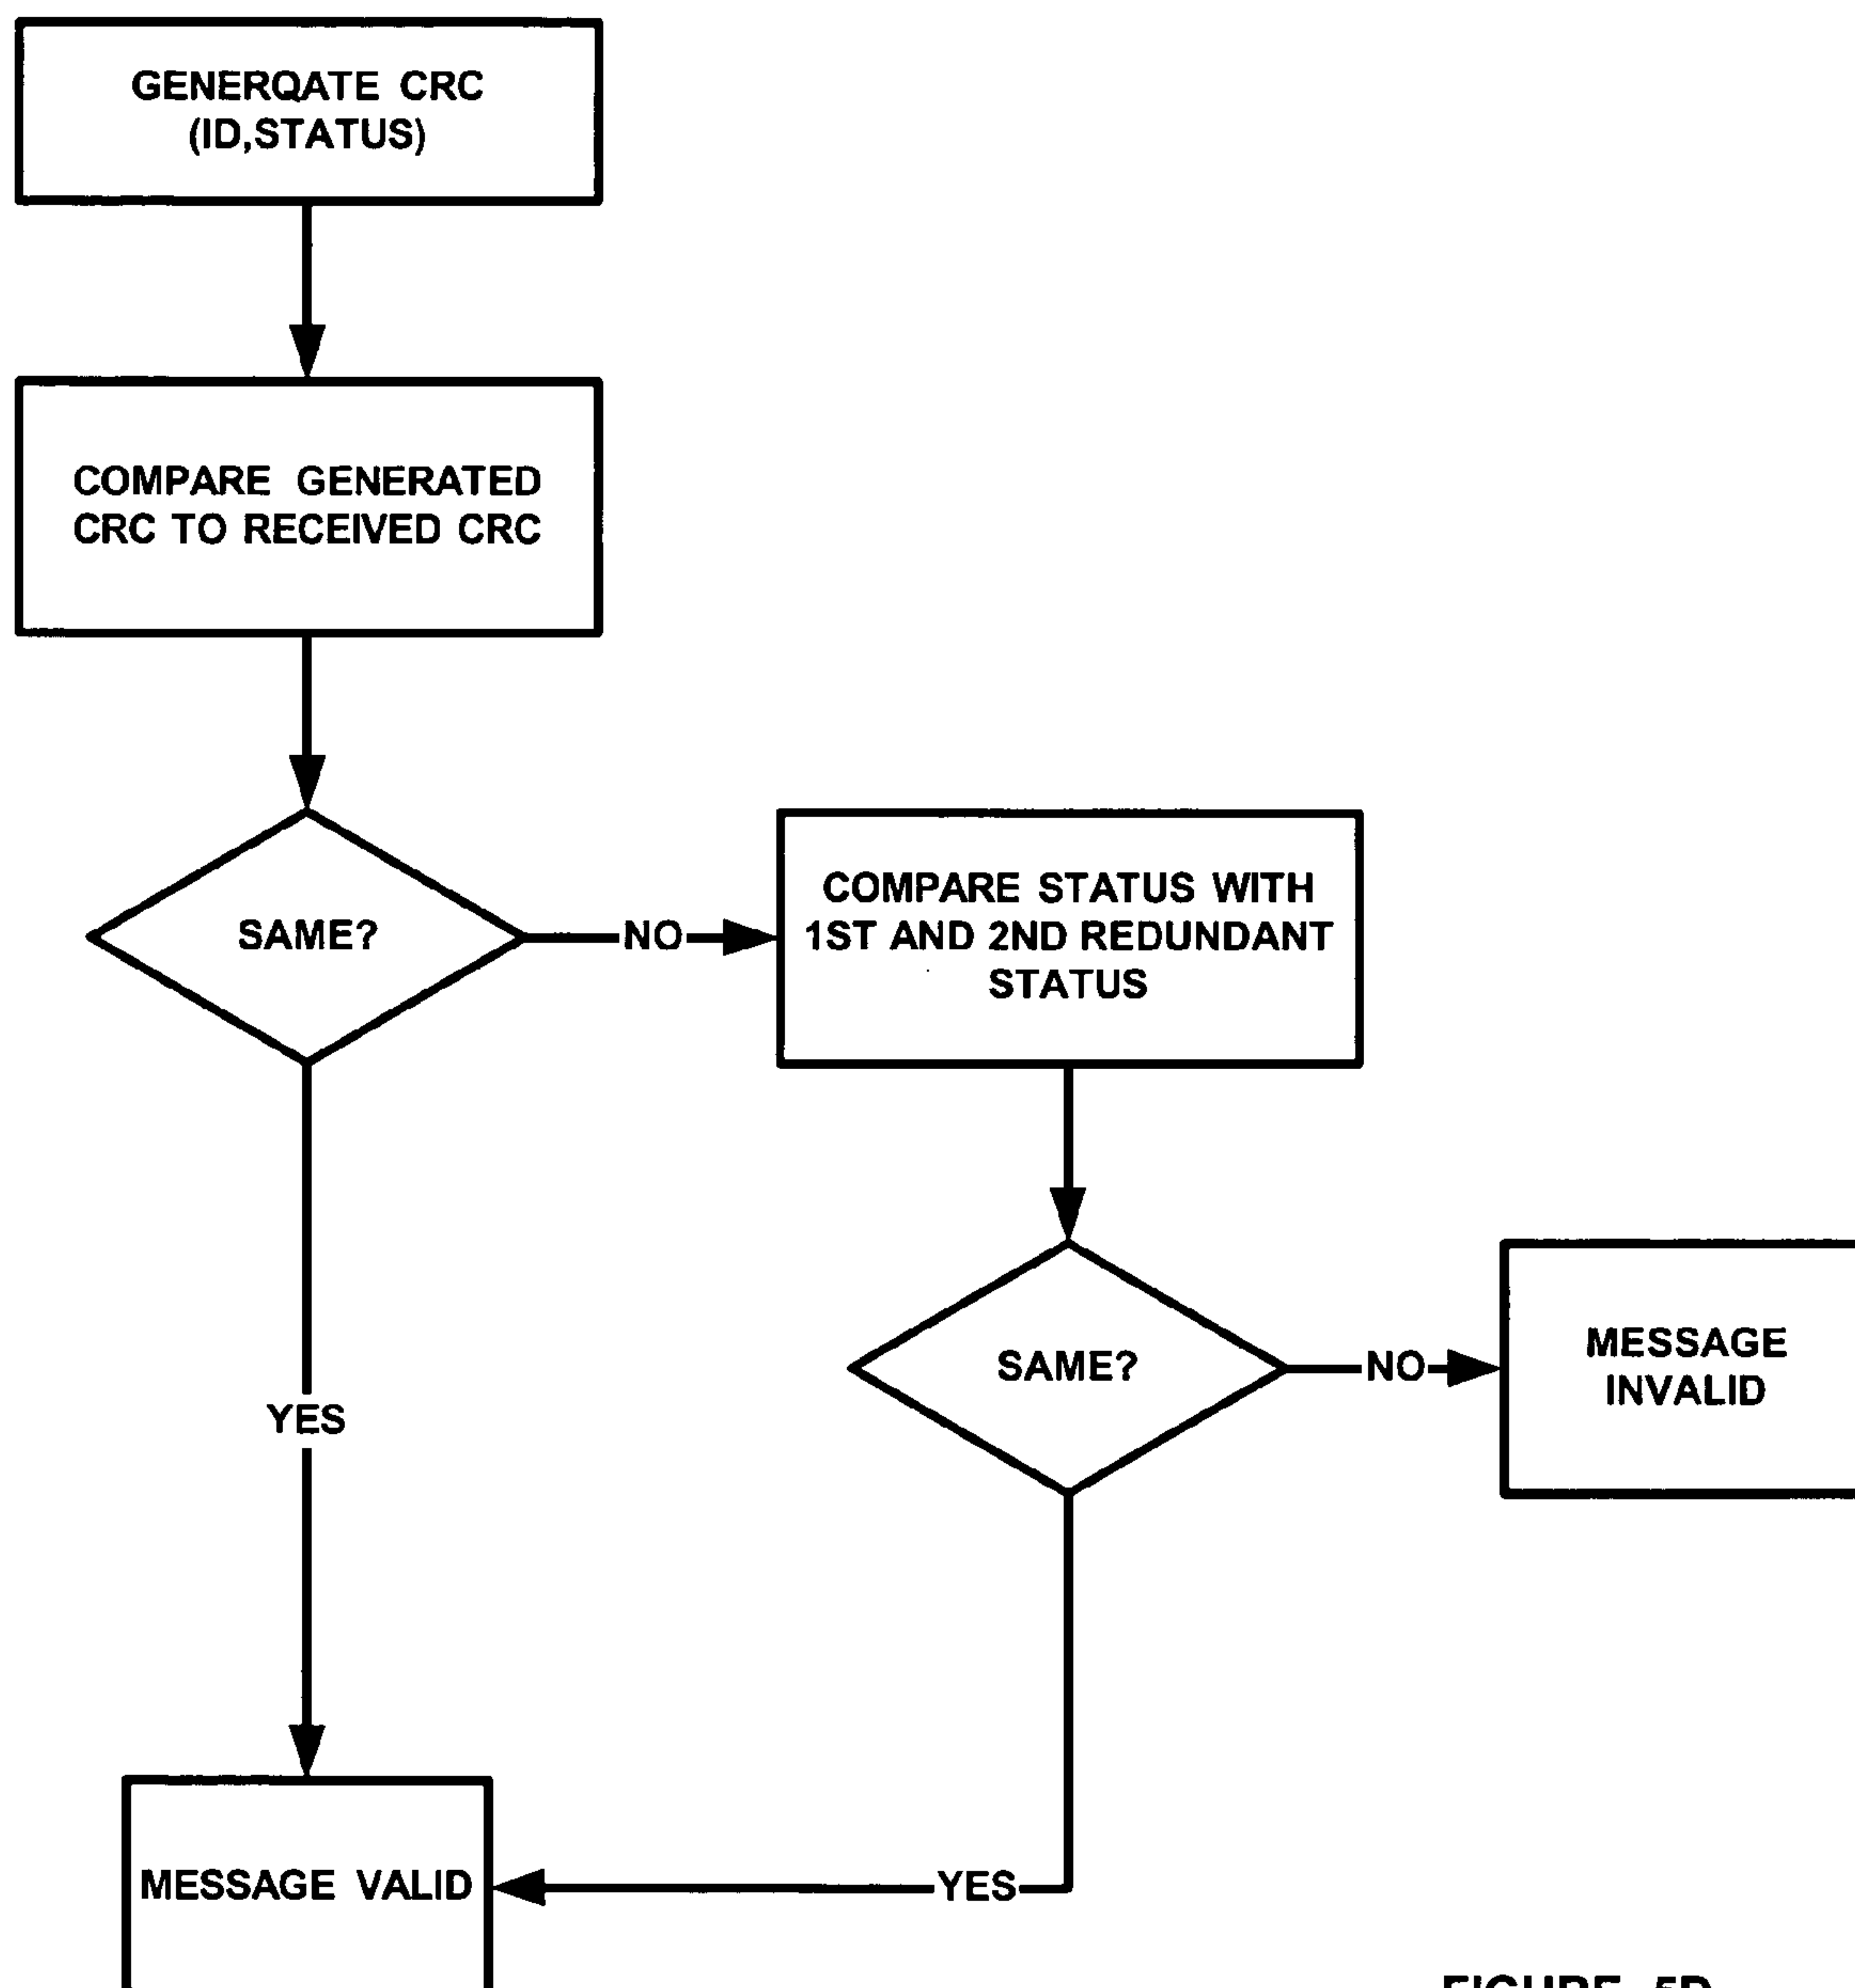 GENERQATE CRC
(ID,STATUS)
COMPARE GENERATED
CRC TO RECEIVED CRC
SAME?
NO
COMPARE STATUS WITH
1ST AND 2ND REDUNDANT
STATUS
SAME?
NO
MESSAGE
INVALID
YES
MESSAGE VALID
YES
FIGURE